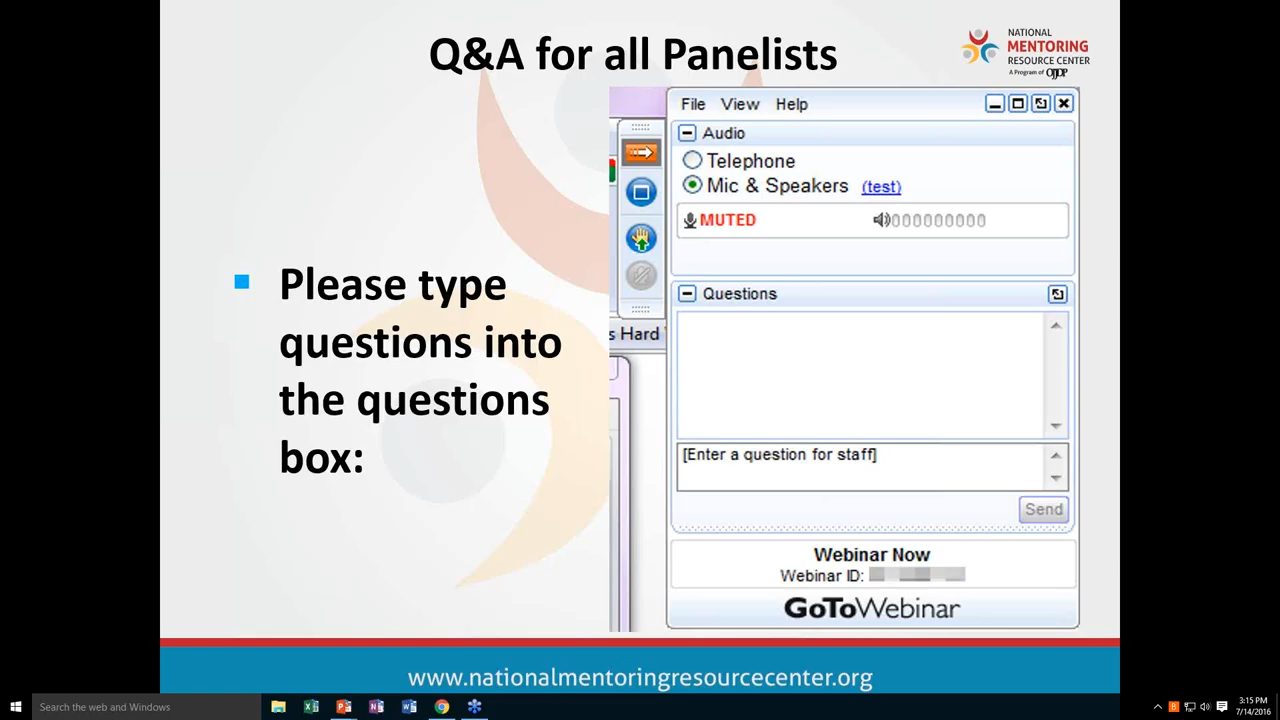 Q&A for all Panelists
NATIONAL
MENTORING
RESOURCE CENTER
A Program of OJJDP
File View Help
Audio
Telephone
Mic & Speakers (test)
MUTED
000000000
Questions
s Hard
[Enter a question for staff]
Send
Webinar Now
Webinar ID:
GoToWebinar
Please type
questions into
the questions
box:
www.nationalmentoringresourcecenter.org
Search the web and Windows
3:15 PM
7/14/2016